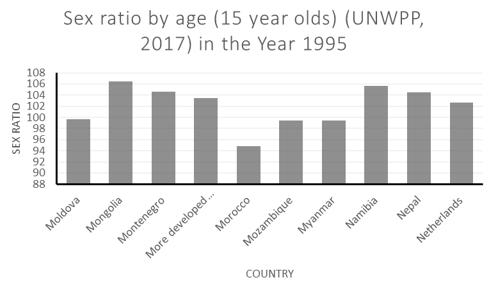 Sex ratio by age (15 year olds) (UNWPP,
2017) in the Year 1995
SEX RATIO
108
106
104
102
100
98
96
94
92
90
88
Moldova
Mongolia
Montenegro
More developed…
Morocco
Mozambique
Myanmar
Namibia
Nepal
Netherlands
COUNTRY